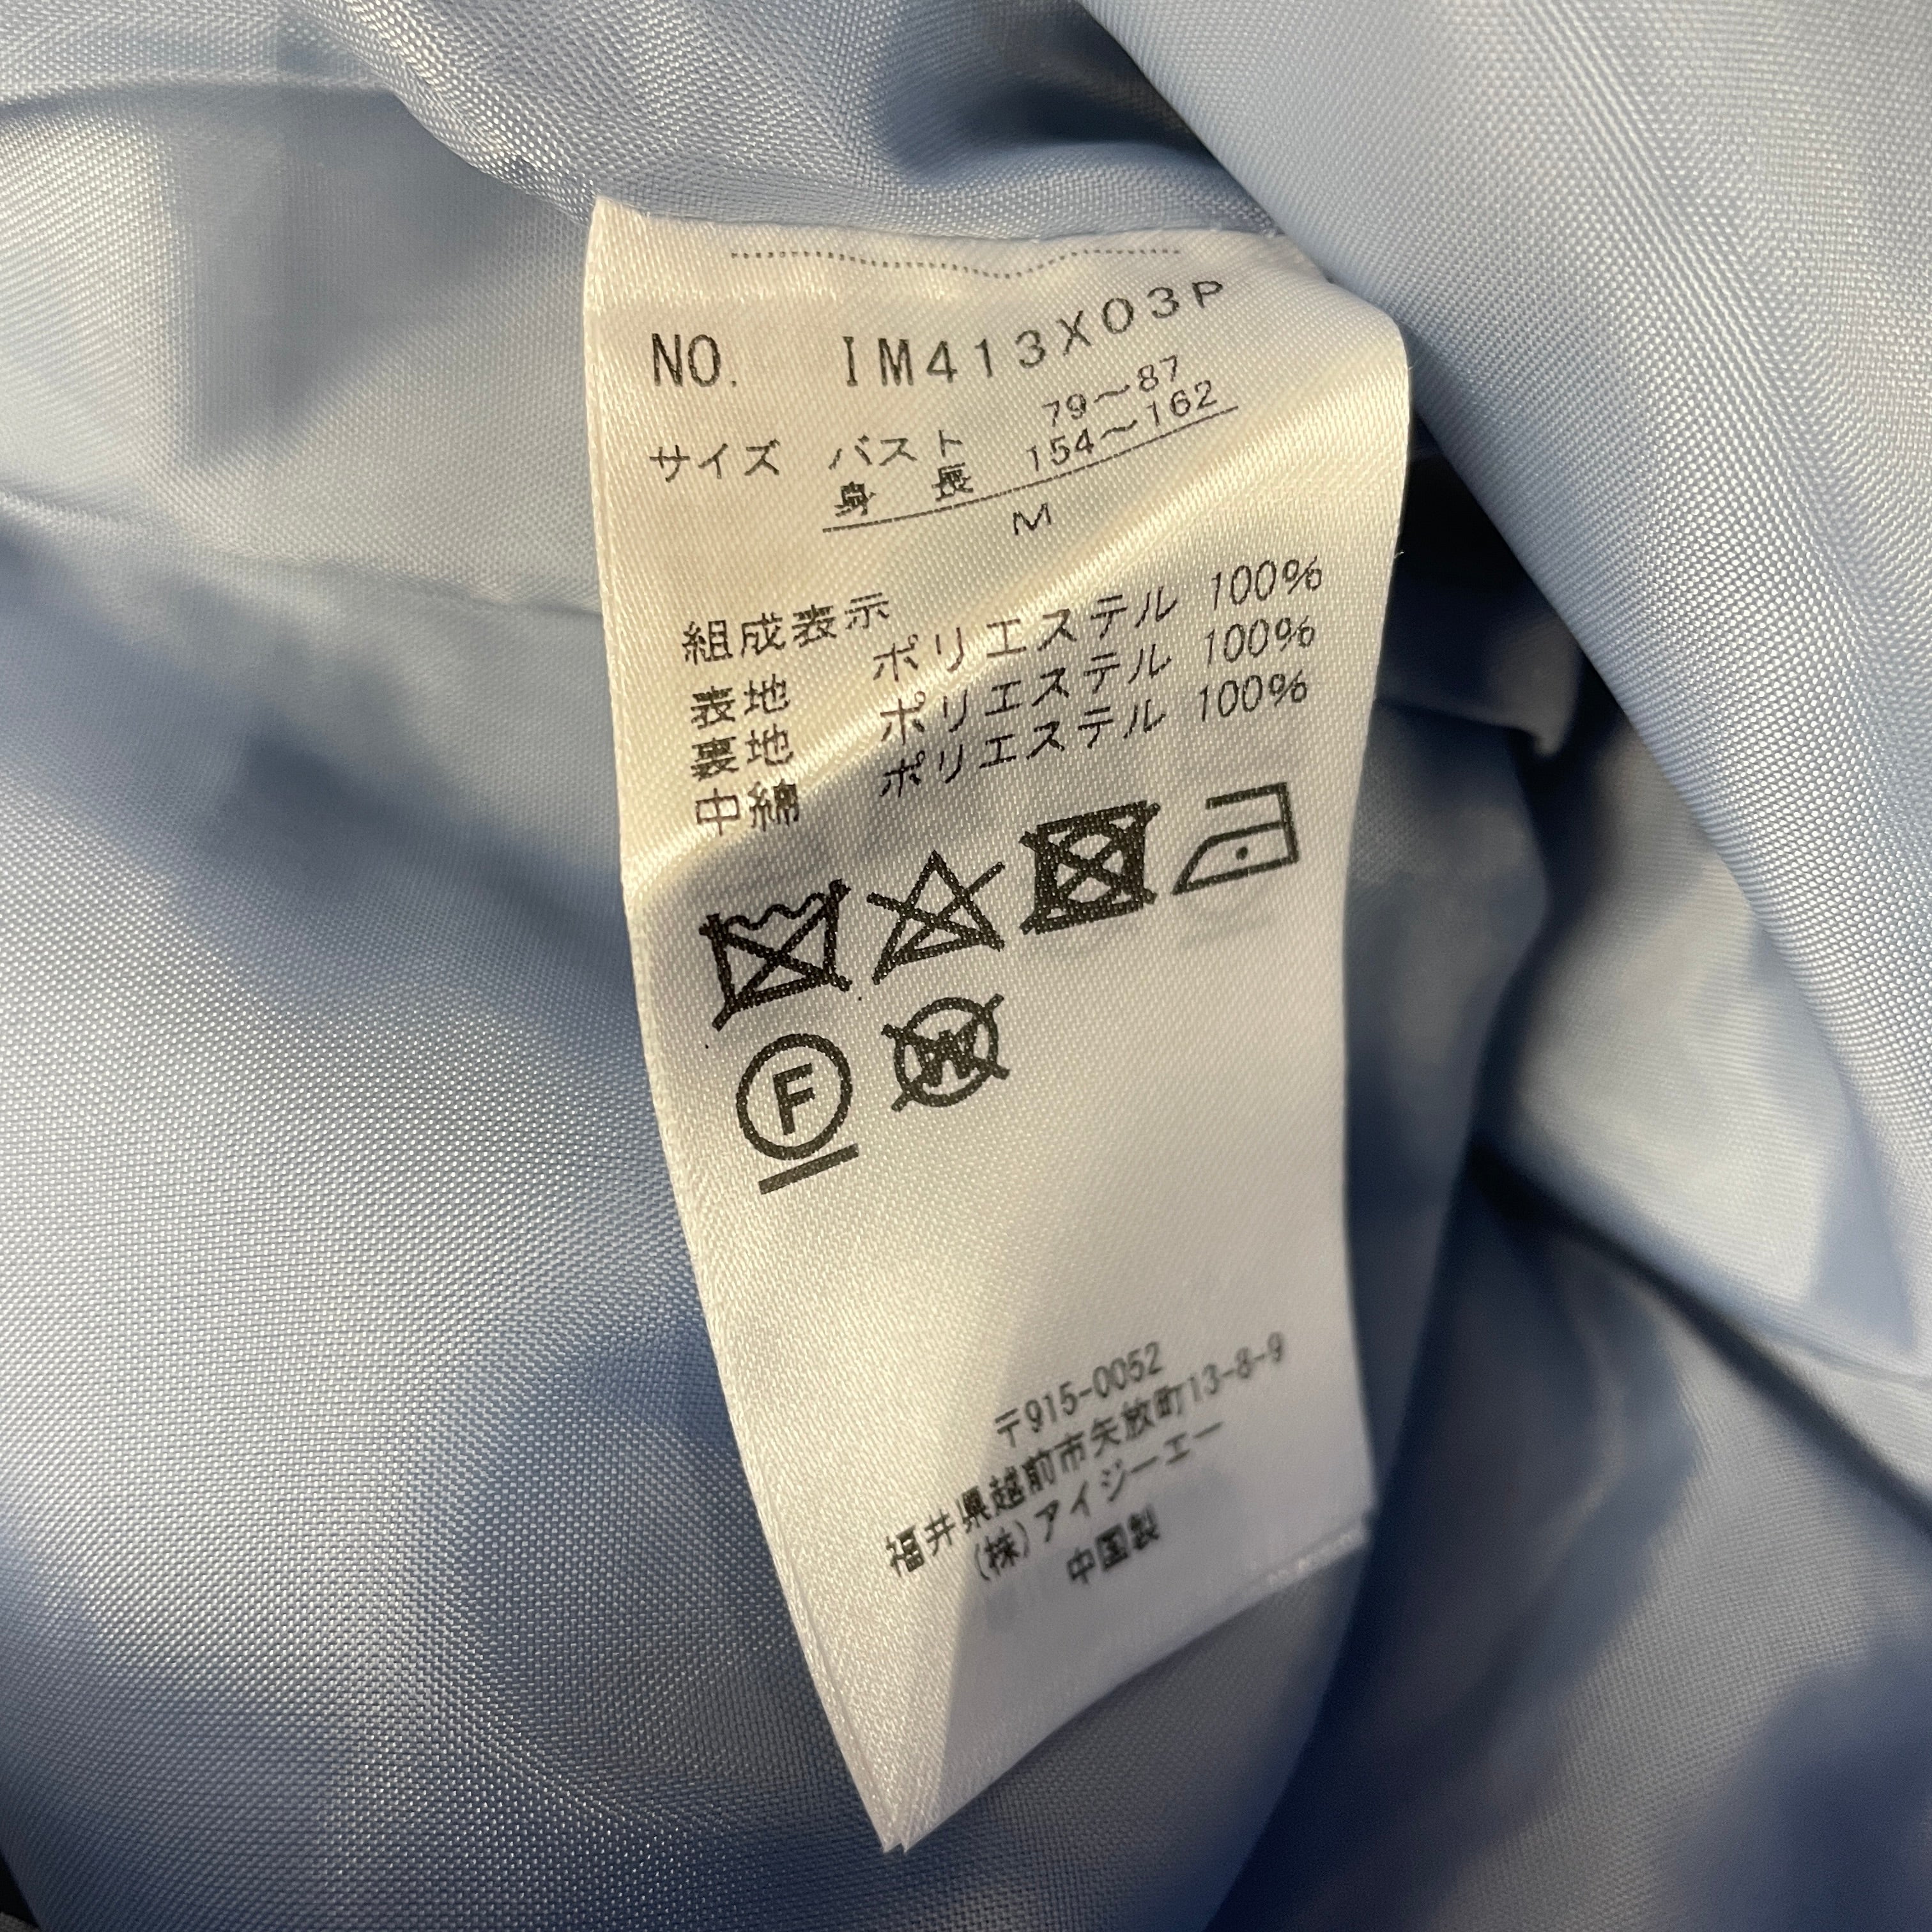 NO. IM413X03P
サイズ バスト 79～87
身長 154～162
M
組成表示
表地 ポリエステル 100%
裏地 ポリエステル 100%
中綿 ポリエステル 100%
F W
〒915-0052
福井県越前市矢放町13-8-9
(株)アイジーエー
中国製